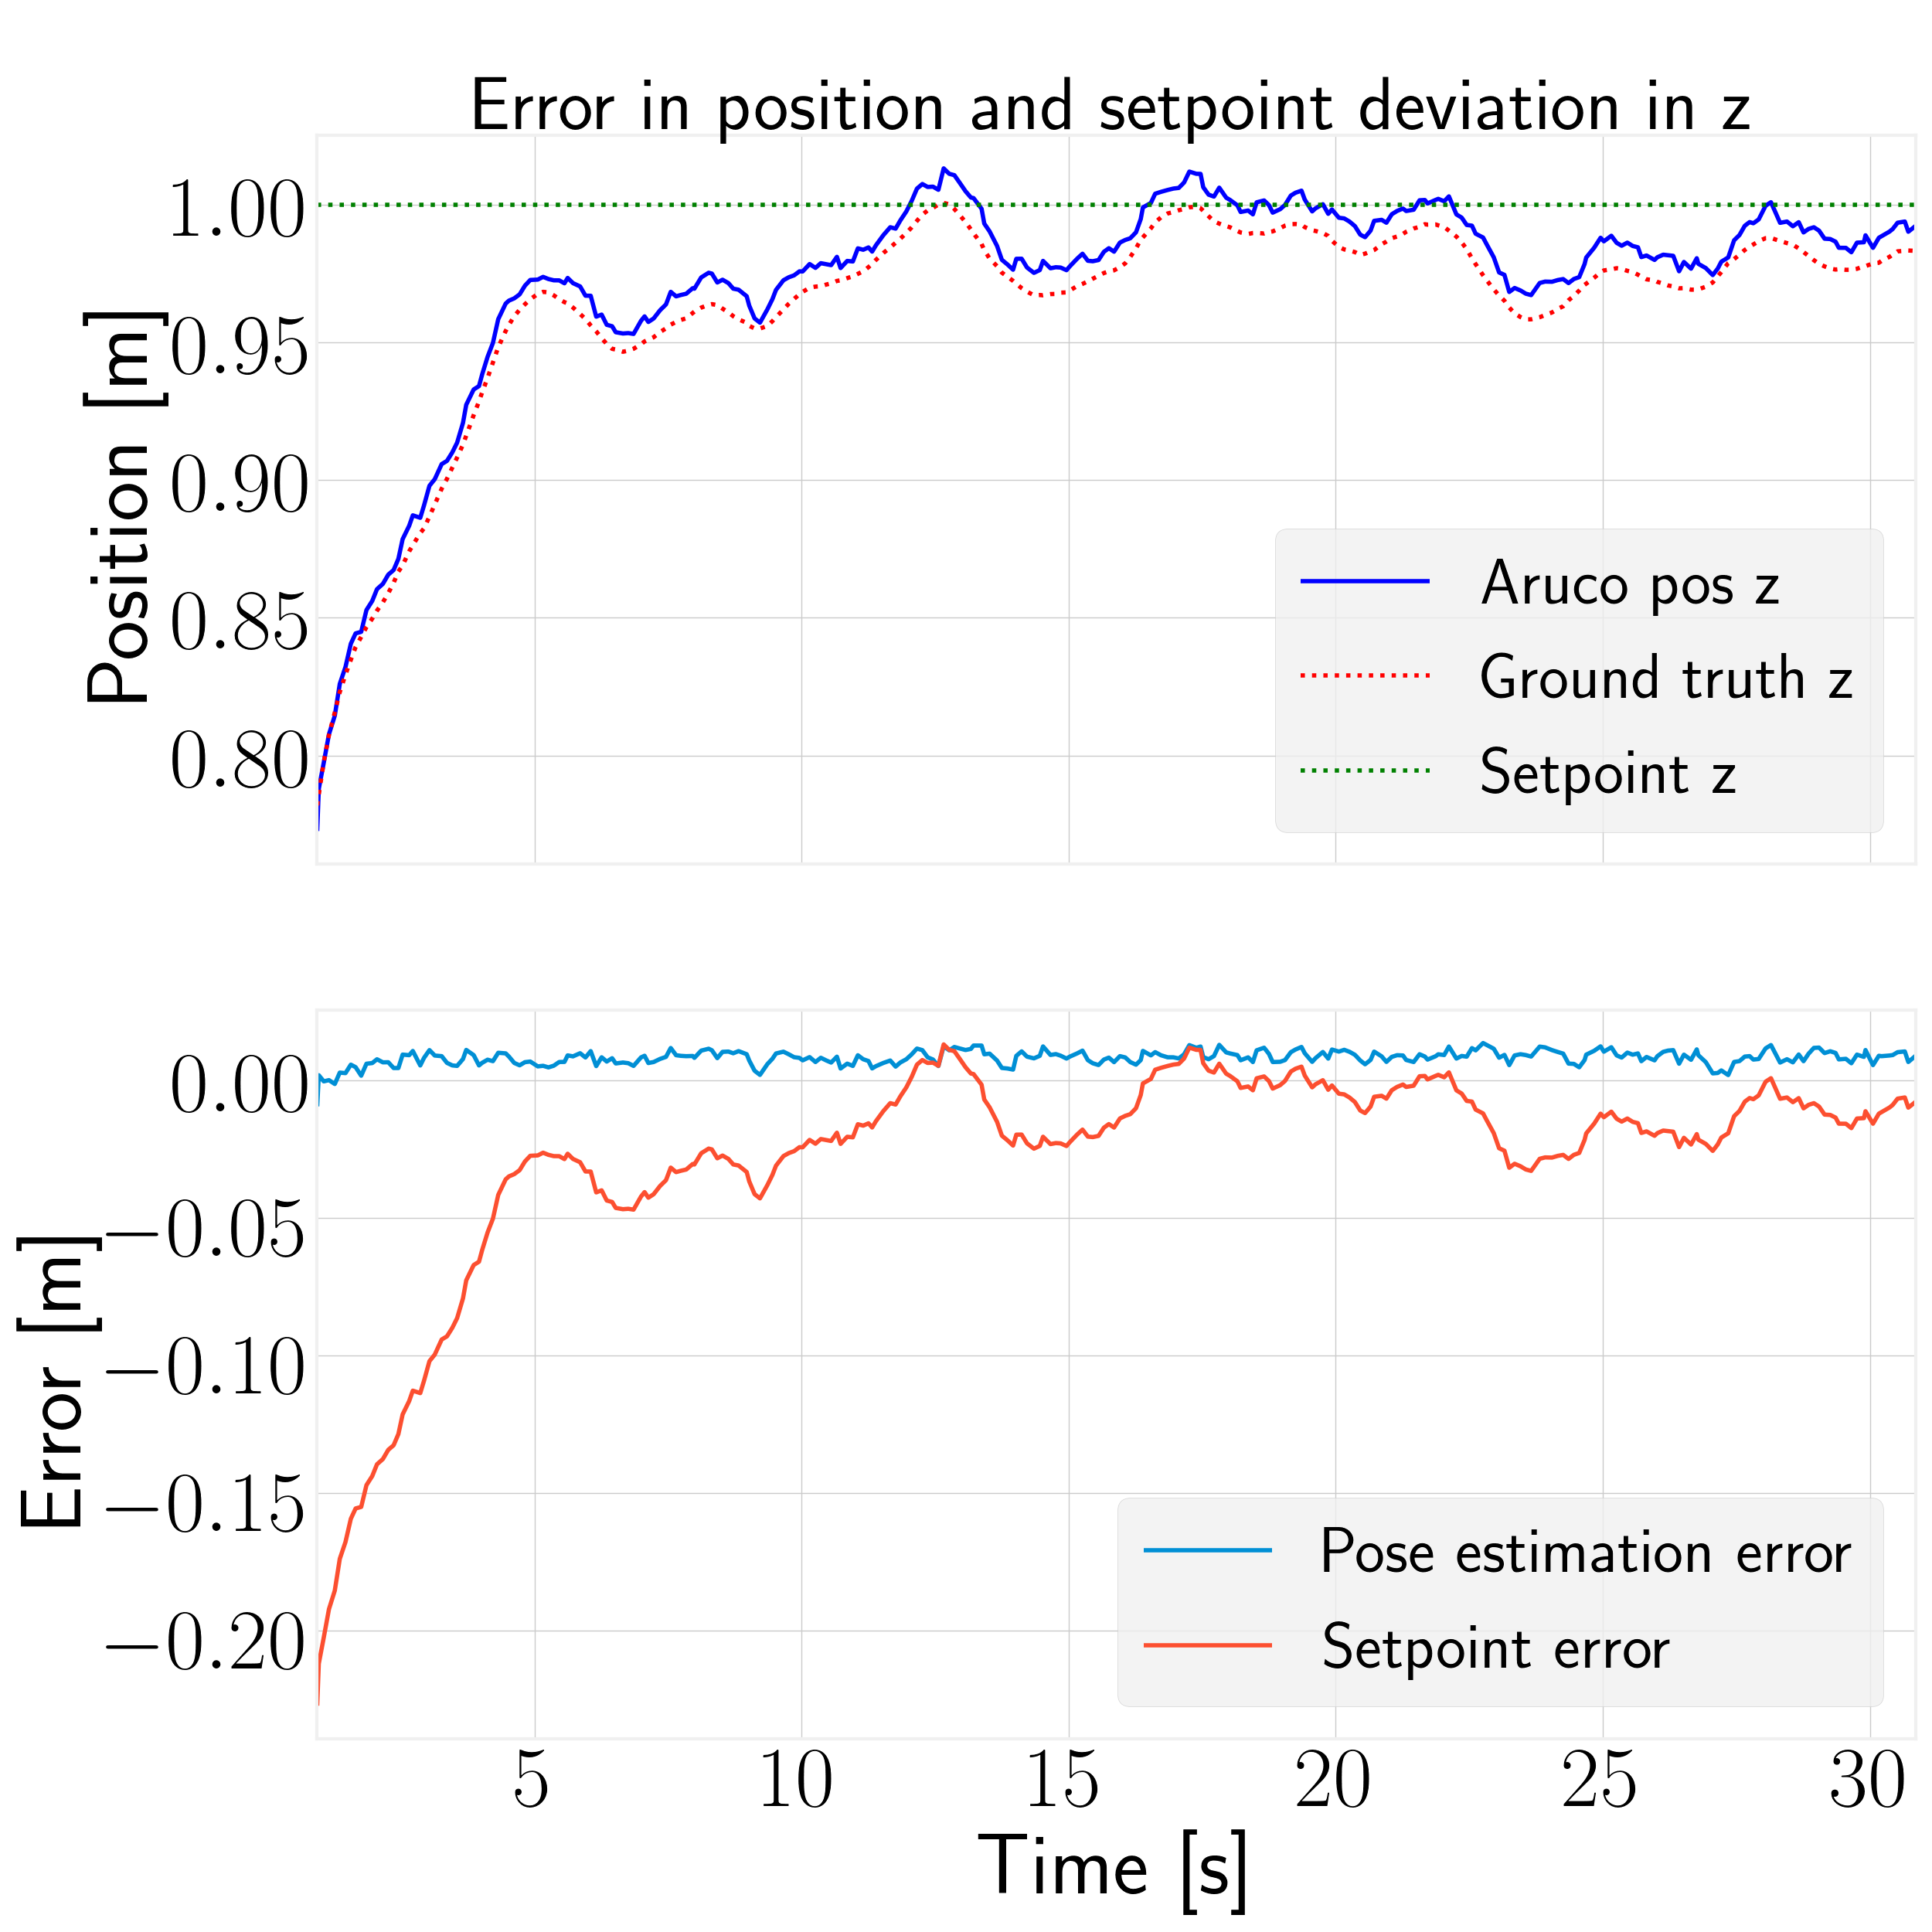 Error in position and setpoint deviation in z
Position [m]
1.00
0.95
0.90
0.85
0.80
Aruco pos z
Ground truth z
Setpoint z
Error [m]
0.00
−0.05
−0.10
−0.15
−0.20
Pose estimation error
Setpoint error
5 10 15 20 25 30
Time [s]